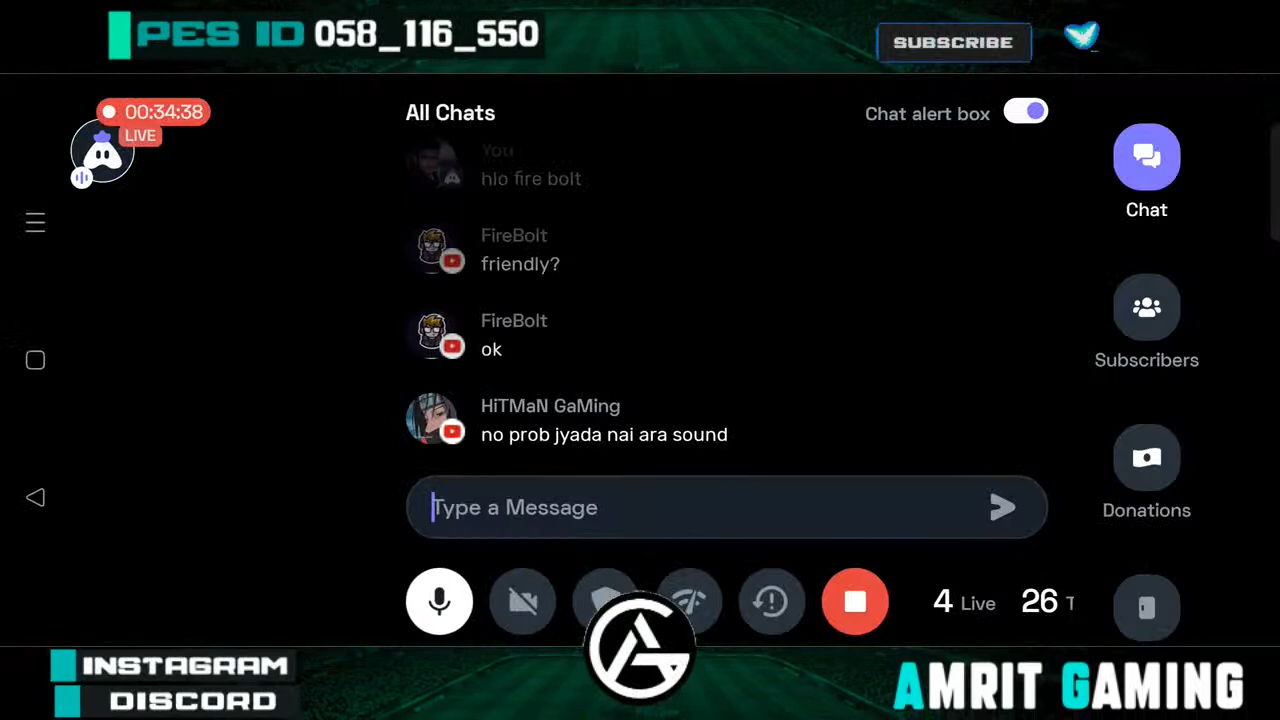 PES ID 058_116_550
SUBSCRIBE
00:34:38
LIVE
All Chats
Chat alert box
You
hlo fire bolt
FireBolt
friendly?
FireBolt
ok
HiTMaN GaMing
no prob jyada nai ara sound
Type a Message
Chat
Subscribers
Donations
4 Live
26 T
INSTAGRAM
DISCORD
AMRIT GAMING